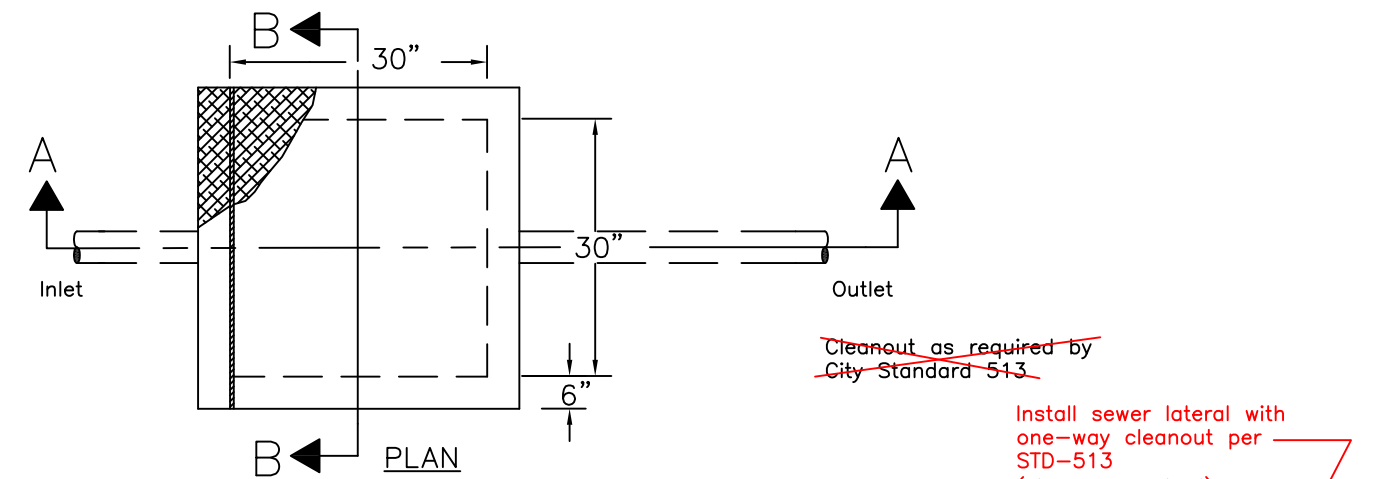 B
30”
A
A
30”
Inlet
Outlet
Cleanout as required by
City Standard 513
6”
Install sewer lateral with
one-way cleanout per
STD-513
B
PLAN